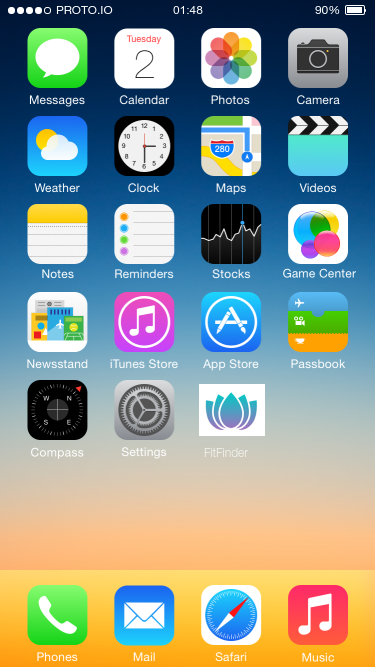 PROTO.IO 01:48 90%
Tuesday
2
280
Messages Calendar Photos Camera
Weather Clock Maps Videos
Notes Reminders Stocks Game Center
Newsstand iTunes Store App Store Passbook
N
W
E
S
Compass Settings FitFinder
Phones Mail Safari Music